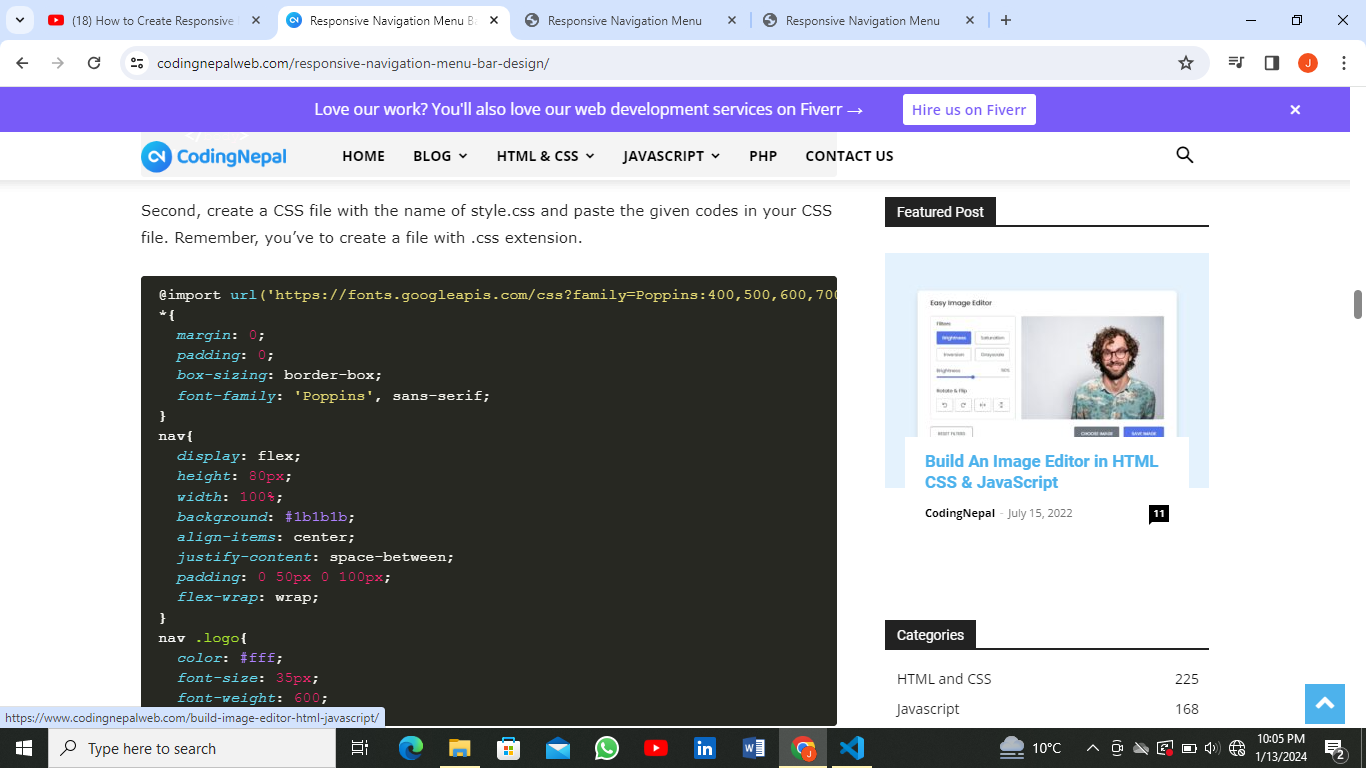 (18) How to Create Responsive
Responsive Navigation Menu Ba
Responsive Navigation Menu
Responsive Navigation Menu
codingnepalweb.com/responsive-navigation-menu-bar-design/
J
Love our work? You'll also love our web development services on Fiverr →
Hire us on Fiverr
CodingNepal
HOME
BLOG
HTML & CSS
JAVASCRIPT
PHP
CONTACT US
Second, create a CSS file with the name of style.css and paste the given codes in your CSS
file. Remember, you’ve to create a file with .css extension.
@import url('https://fonts.googleapis.com/css?family=Poppins:400,500,600,700
*{
margin: 0;
padding: 0;
box-sizing: border-box;
font-family: 'Poppins', sans-serif;
}
nav{
display: flex;
height: 80px;
width: 100%;
background: #1b1b1b;
align-items: center;
justify-content: space-between;
padding: 0 50px 0 100px;
flex-wrap: wrap;
}
nav .logo{
color: #fff;
font-size: 35px;
font-weight: 600;
Featured Post
Easy Image Editor
Filters
Brightness
Saturation
Inversion
Grayscale
Brightness
Rotate & Flip
RESET FILTERS
CHOOSE IMAGE
SAVE IMAGE
Build An Image Editor in HTML
CSS & JavaScript
CodingNepal - July 15, 2022
11
Categories
HTML and CSS 225
Javascript 168
https://www.codingnepalweb.com/build-image-editor-html-javascript/
Type here to search
10°C
10:05 PM
1/13/2024
2